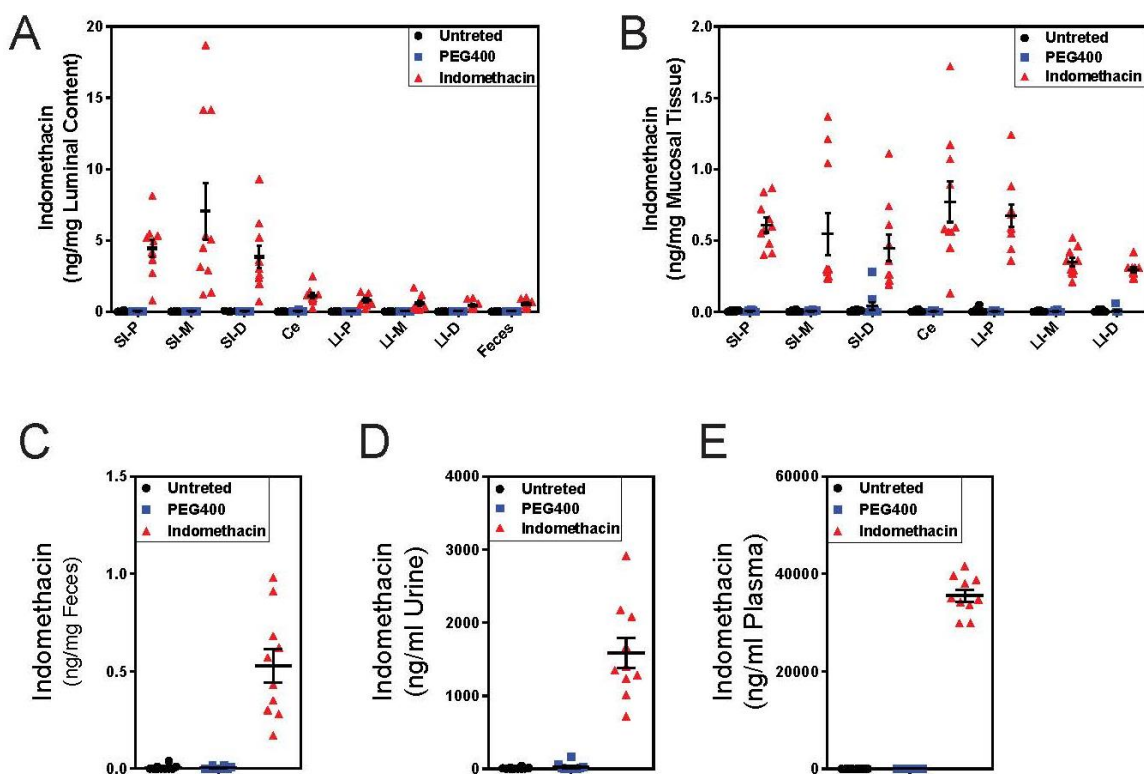 A
Indomethacin
(ng/mg Luminal Content)
20
15
10
5
0
Untreted
PEG400
Indomethacin
SI-P
SI-M
SI-D
Ce
LI-P
LI-M
LI-D
Feces
B
Indomethacin
(ng/mg Mucosal Tissue)
2.0
1.5
1.0
0.5
0.0
Untreted
PEG400
Indomethacin
SI-P
SI-M
SI-D
Ce
LI-P
LI-M
LI-D
C
Indomethacin
(ng/mg Feces)
1.5
1.0
0.5
0.0
Untreted
PEG400
Indomethacin
D
Indomethacin
(ng/ml Urine)
4000
3000
2000
1000
0
Untreted
PEG400
Indomethacin
E
Indomethacin
(ng/ml Plasma)
60000
40000
20000
0
Untreted
PEG400
Indomethacin